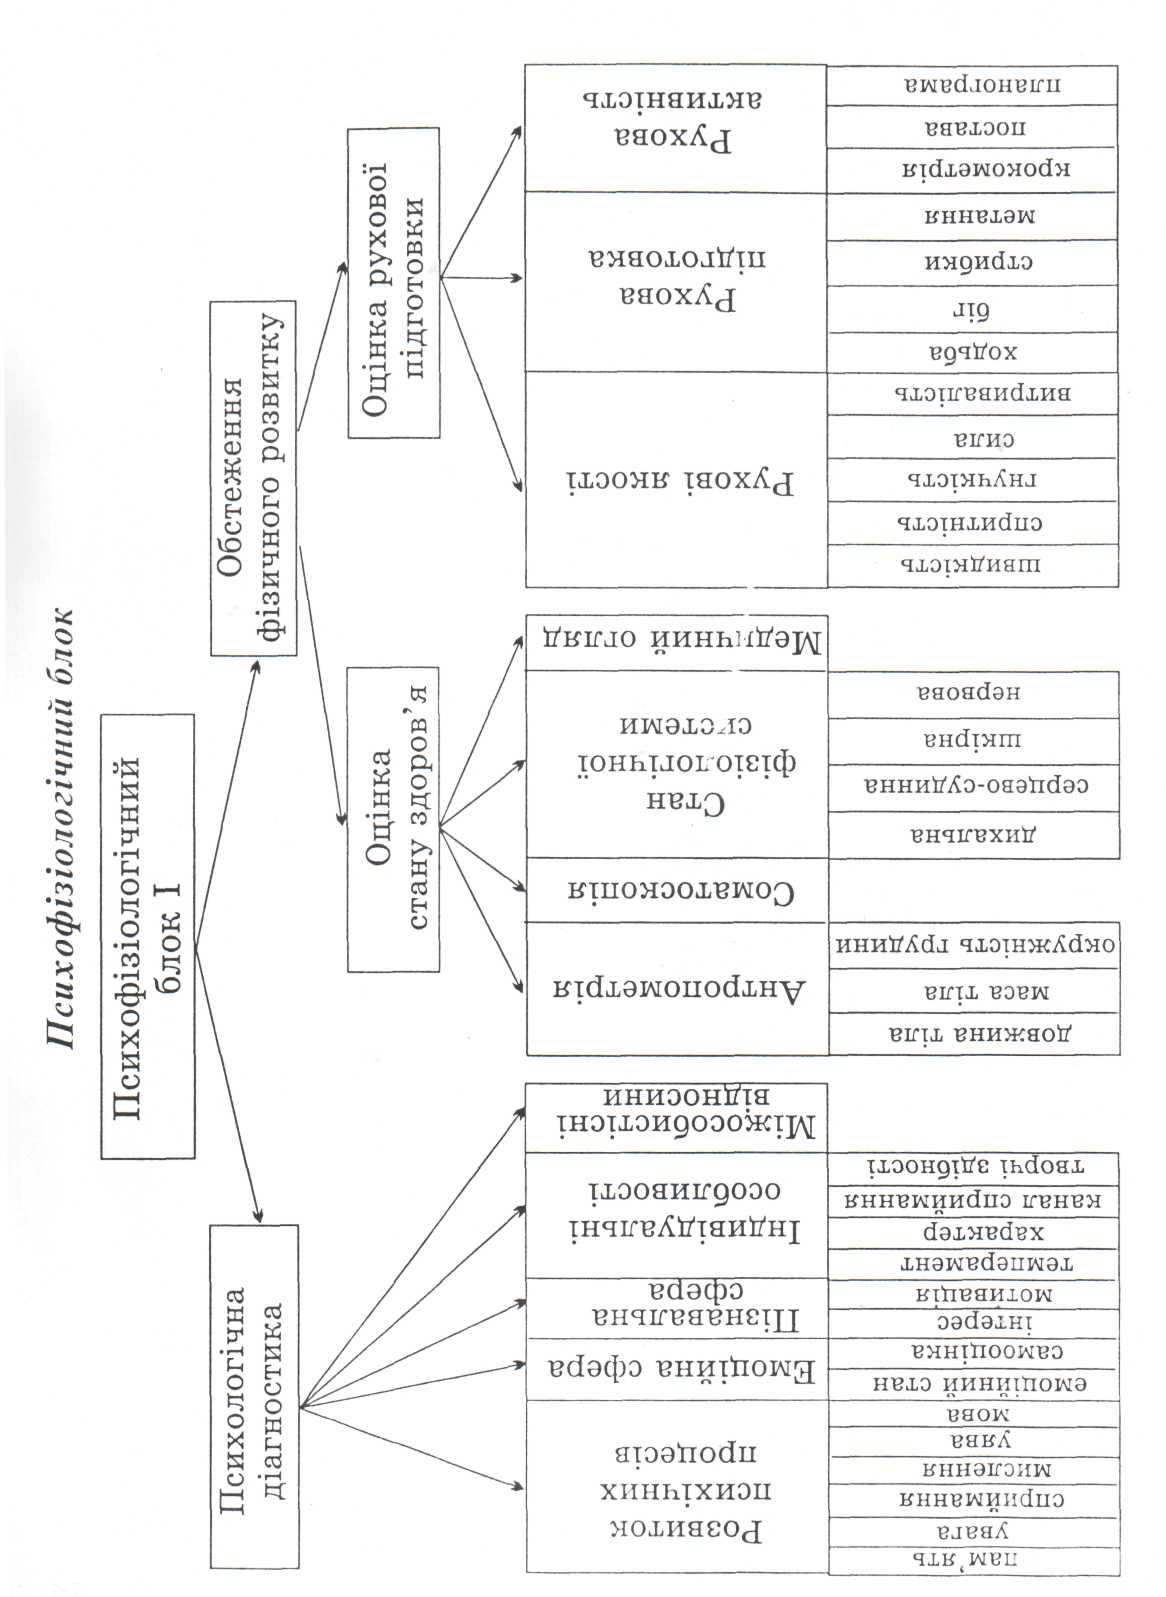 Психофізіологічний блок
Психофізіологічний
блок I
Психологічна
діагностика
Обстеження
фізичного розвитку
Оцінка
стану здоров’я
Оцінка рухової
підготовки
Розвиток
психічних
процесів
пам’ять
увага
сприймання
мислення
уява
мова
Емоційна сфера
емоційний стан
самооцінка
Пізнавальна
сфера
інтерес
мотивація
Індивідуальні
особливості
темперамент
характер
канал сприймання
творчі здібності
Міжособистісні
відносини
Антропометрія
довжина тіла
маса тіла
окружність грудини
Соматоскопія
Стан
фізіологічної
системи
дихальна
серцево-судинна
шкірна
нервова
Медичний огляд
Рухові якості
швидкість
спритність
гнучкість
сила
витривалість
Рухова
підготовка
ходьба
біг
стрибки
метання
Рухова
активність
крокометрія
постава
планограма